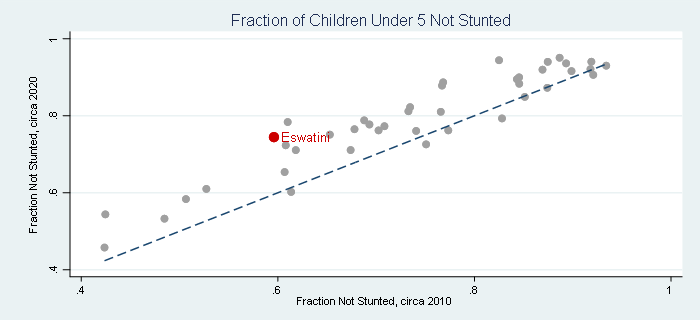 Fraction of Children Under 5 Not Stunted
Fraction Not Stunted, circa 2020
1
.8
.6
.4
Eswatini
.4 .6 .8 1
Fraction Not Stunted, circa 2010